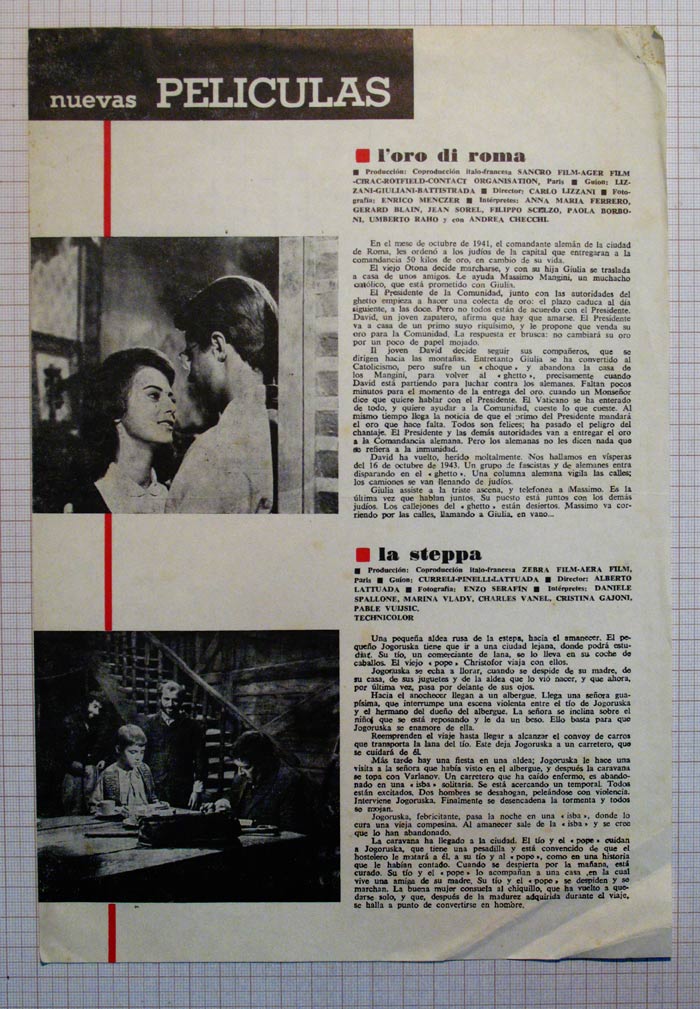 nuevas PELICULAS
l'oro di roma
Producción: Coproducción italo-francesa SANCRO FILM-AGER FILM
-CIRAC-ROTFIELD-CONTACT ORGANISATION, Paris ■ Guion: LIZ-
ZANI-GIULIANI-BATTISTRADA ■ Director: CARLO LIZZANI ■ Foto-
grafía: ENRICO MENCZER ■ Intérpretes: ANNA MARIA FERRERO,
GERARD BLAIN, JEAN SOREL, FILIPPO SCELZO, PAOLA BORBO-
NI, UMBERTO RAHO y con ANDREA CHECCHI.
En el mese de octubre de 1941, el comandante alemán de la ciudad
de Roma, les ordenó a los judíos de la capital que entregaran a la
comandancia 50 kilos de oro, en cambio de su vida.
El viejo Otona decide marcharse, y con su hija Giulia se traslada
a casa de unos amigos. Le ayuda Massimo Mangini, un muchacho
católico, que está prometido con Giulia.
El Presidente de la Comunidad, junto con las autoridades del
ghetto empieza a hacer una colecta de oro: el plazo caduca al día
siguiente, a las doce. Pero no todos están de acuerdo con el Presidente.
David, un joven zapatero, afirma que hay que amarse. El Presidente
va a casa de un primo suyo riquísimo, y le propone que venda su
oro para la Comunidad. La respuesta er brusca: no cambiará su oro
por un poco de papel mojado.
Il joven David decide seguir sus compañeros, que se
dirigen hacia las montañas. Entretanto Giulia se ha convertido al
Catolicismo, pero sufre un « choque » y abandona la casa de
los Mangini, para volver al « ghetto », precisamente cuando
David está partiendo para luchar contra los alemanes. Faltan pocos
minutos para el momento de la entrega del oro. cuando un Monseñor
dice que quiere hablar con el Presidente. El Vaticano se ha enterado
de todo, y quiere ayudar a la Comunidad, cueste lo que cueste. Al
mismo tiempo lloga la noticia de que el primo del Presidente mandará
el oro que hace falta. Todos son felices; ha pasado el peligro del
chantaje. El Presidente y las demás autoridades van a entregar el oro
a la Comandancia alemana. Pero los alemanas no les dicen nada que
se refiera a la inmunidad.
David ha vuelto, herido moltalmente. Nos hallamos en vísperas
del 16 de octubre de 1943. Un grupo de fascistas y de alemanes entra
disparando en el « ghetto ». Una columna alemana vigila las calles;
los camiones se van llenando de judíos.
Giulia assiste a la triste ascena, y telefonea a Massimo. Es la
última vez que hablan juntos. Su puesto está juntos con los demás
judíos. Los callejones del « ghetto » están desiertos. Massimo va cor-
riendo por las calles, llamando a Giulia, en vano...
la steppa
Producción: Coproducción italo-francesa ZEBRA FILM-AERA FILM,
Paris ■ Guion: CURRELI-PINELLI-LATTUADA ■ Director: ALBERTO
LATTUADA ■ Fotografía: ENZO SERAFIN ■ Intérpretes: DANIELE
SPALLONE, MARINA VLADY, CHARLES VANEL, CRISTINA GAJONI,
PABLE VUIJSIC.
TECHNICOLOR
Una pequeña aldea rusa de la estepa, hacia el amanecer. El pe-
queño Jogoruska tiene que ir a una ciudad lejana, donde podrá estu-
diar. Su tío, un comerciante de lana, se lo lleva en su coche de
caballos. El viejo « popo » Christofor viaja con ellos.
Jogoruska se echa a llorar, cuando se despide de su madre, de
su casa, de sus juguetes y de la aldea que lo vió nacer, y que ahora,
por última vez, pasa por delante de sus ojos.
Hacia el anochecer llegan a un albergue. Llega una señora gua-
písima, que interrumpe una escena violenta entre el tío de Jogoruska
y el hermano del dueño del albergue. La señora se inclina sobre el
niño que se está reposando y le da un beso. Ello basta para que
Jogoruska se enamore de ella.
Reemprenden el viaje hasta llegar a alcanzar el convoy de carros
que transporta la lana del tío. Este deja Jogoruska a un carretero, que
se cuidará de él.
Más tarde hay una fiesta en una aldea; Jogoruska le hace una
visita a la señora que había visto en el albergue, y después la caravana
se topa con Varlanov. Un carretero que ha caído enfermo, es abando-
nado en una « isba » solitaria. Se está acercando un temporal. Todos
están excitados. Dos hombres se desahogan, peleándose con violencia.
Interviene Jogoruska. Finalmente se desencadena la tormenta y todos
se mojan.
Jogoruska, febricitante, pasa la noche en una « isba », donde lo
cura una vieja compesina. Al amanecer sale de la « isba » y se cree
que lo han abandonado.
La caravana ha llegado a la ciudad. El tío y el « pope » cuidan
a Jogoruska, que tiene una pesadilla y está convencido de que el
hostelero le matará a él, a su tío y al « pope », como en una historia
que le habían contado. Cuando se despierta por la mañana, está
curado. Su tío y el « pope » lo acompañan a una casa en la cual
vive una amiga de su madre. Su tío y el « pope » se despiden y se
marchan. La buena mujer consuela al chiquillo, que ha vuelto a que-
darse solo, y que, después de la madurez adquirida durante el viaje,
se halla a punto de convertirse en hombre.